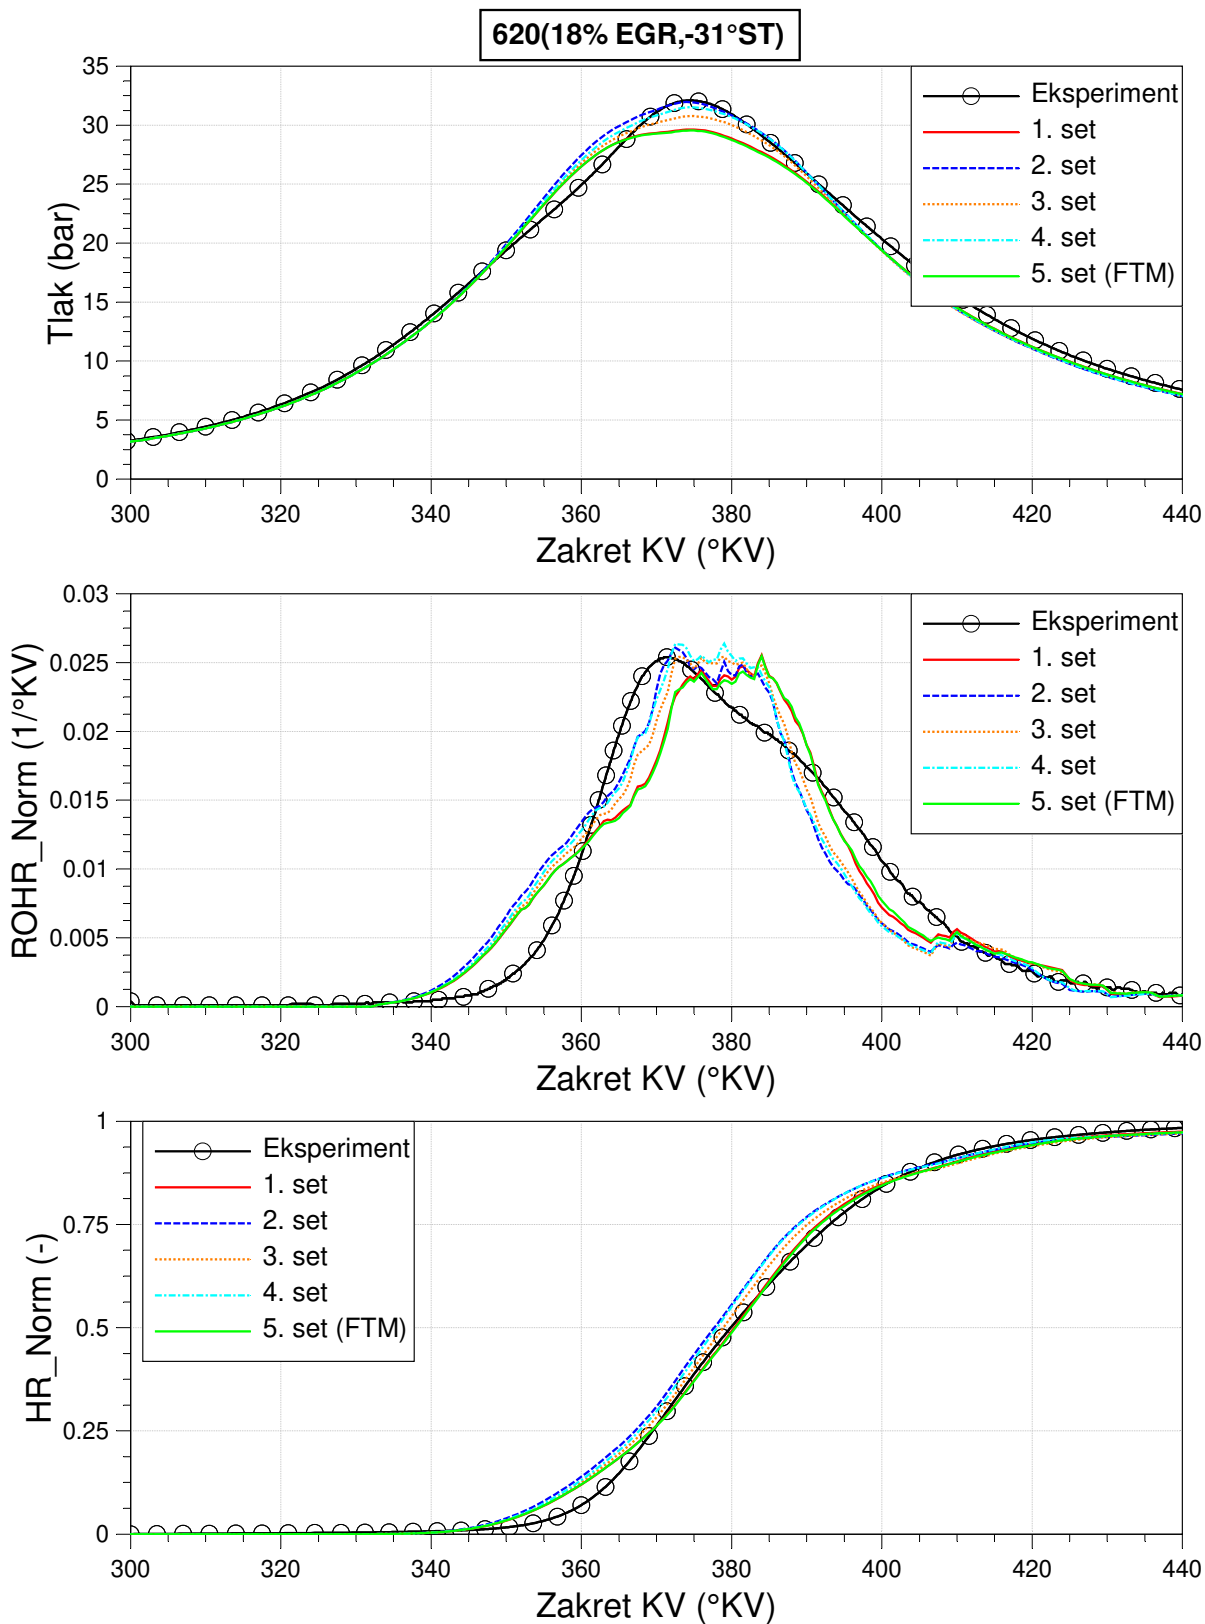 620(18% EGR,-31°ST)
35
30
25
20
15
10
5
0
Tlak (bar)
Eksperiment
1. set
2. set
3. set
4. set
5. set (FTM)
300 320 340 360 380 400 420 440
Zakret KV (°KV)
0.03
0.025
0.02
0.015
0.01
0.005
0
ROHR_Norm (1/°KV)
Eksperiment
1. set
2. set
3. set
4. set
5. set (FTM)
300 320 340 360 380 400 420 440
Zakret KV (°KV)
1
0.75
0.5
0.25
0
HR_Norm (-)
Eksperiment
1. set
2. set
3. set
4. set
5. set (FTM)
300 320 340 360 380 400 420 440
Zakret KV (°KV)